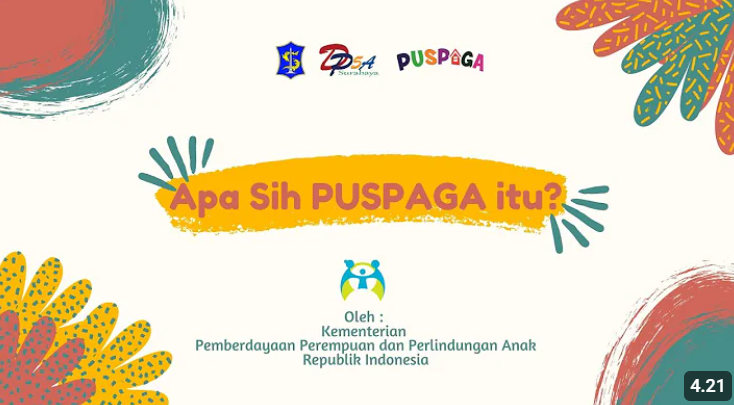 DP5A
Surabaya
PUSPAGA
Apa Sih PUSPAGA itu?
Oleh :
Kementerian
Pemberdayaan Perempuan dan Perlindungan Anak
Republik Indonesia
4.21